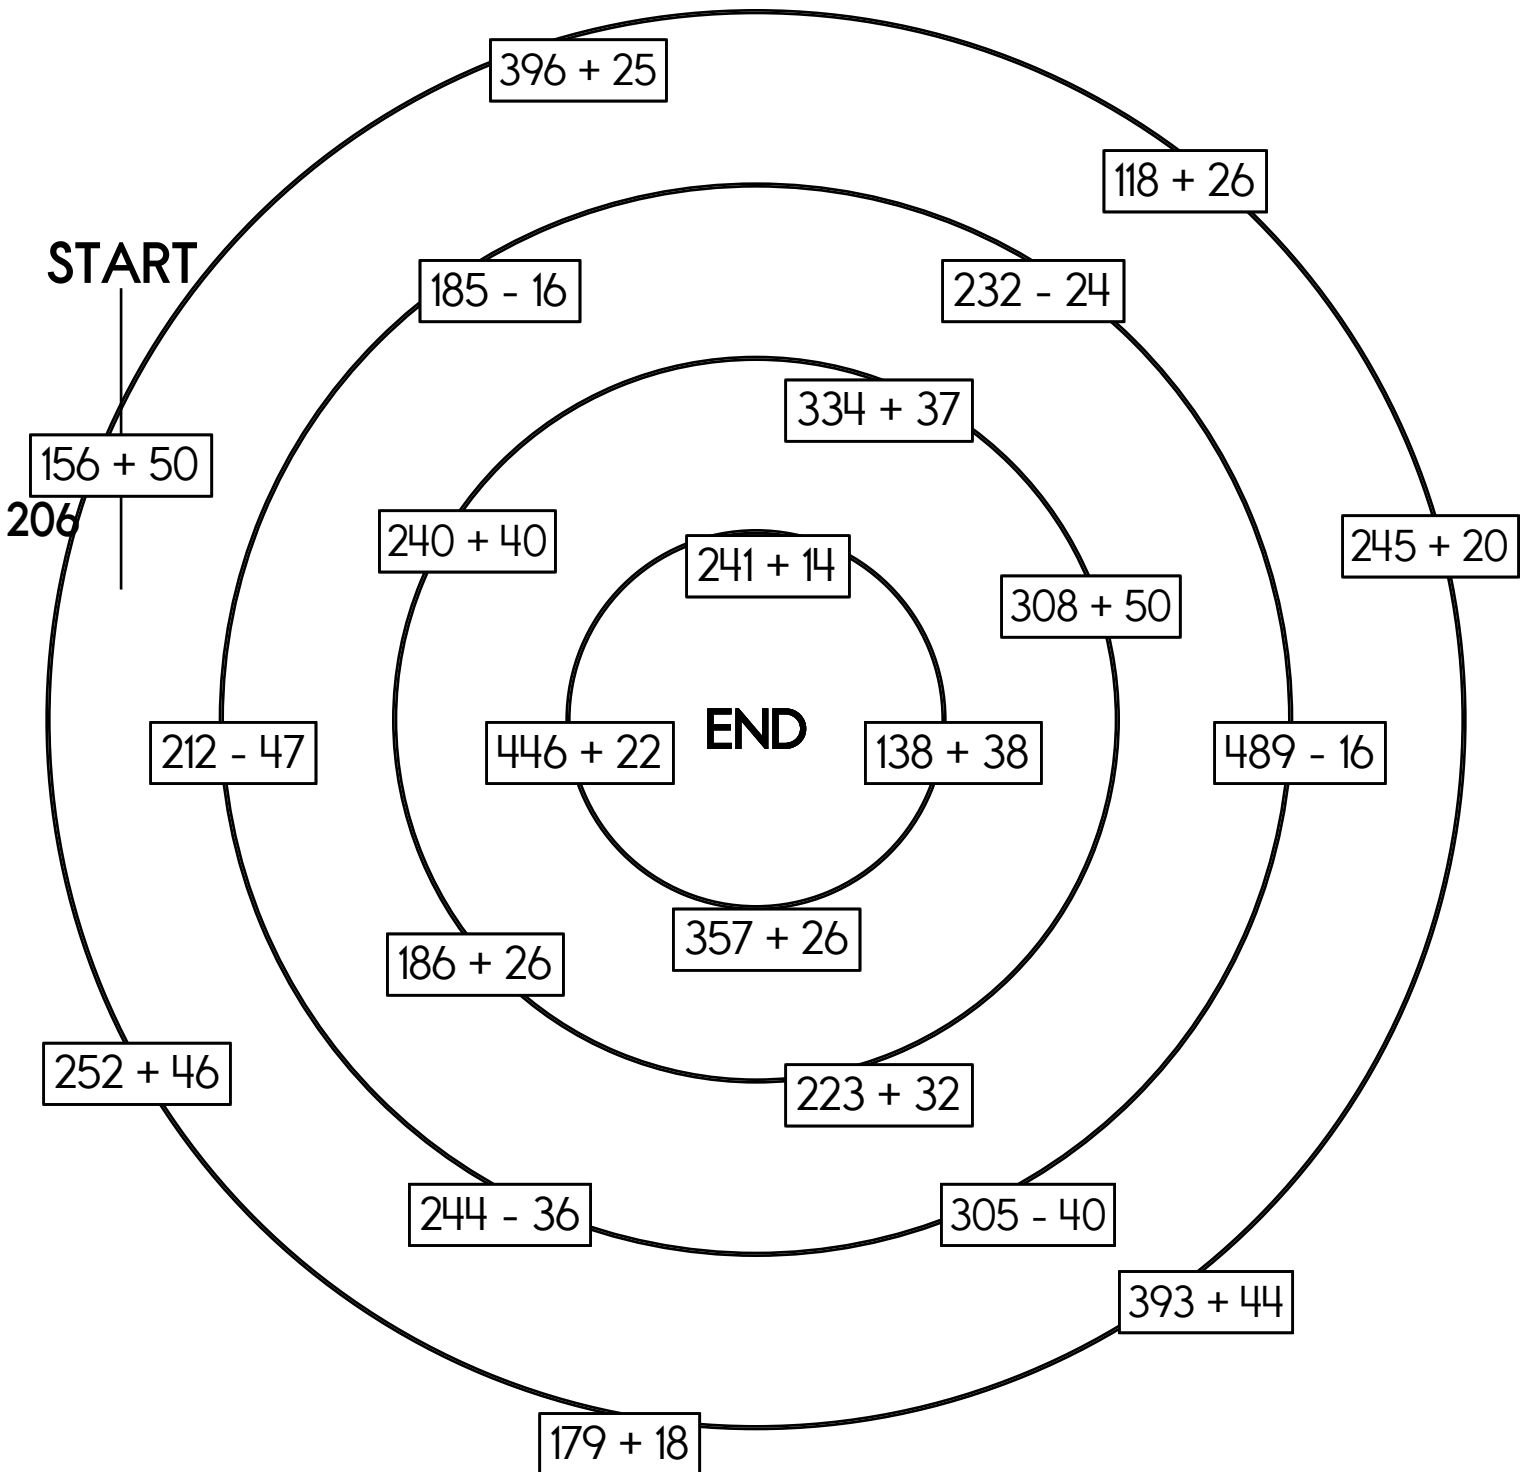 396 + 25
118 + 26
START
185 - 16
232 - 24
334 + 37
156 + 50
206
240 + 40
245 + 20
241 + 14
308 + 50
END
212 - 47
446 + 22
138 + 38
489 - 16
357 + 26
186 + 26
252 + 46
223 + 32
244 - 36
305 - 40
393 + 44
179 + 18